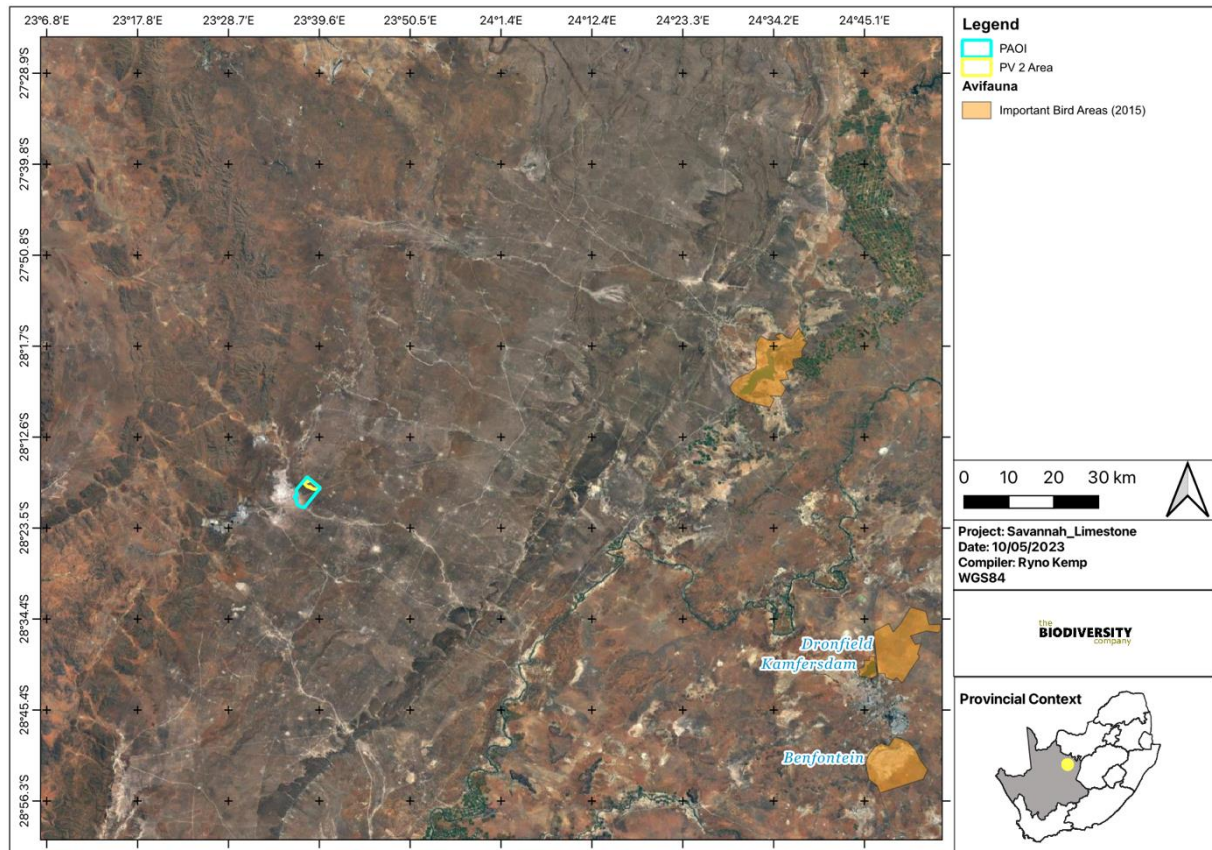 23°6.8'E 23°17.8'E 23°28.7'E 23°39.6'E 23°50.5'E 24°1.4'E 24°12.4'E 24°23.3'E 24°34.2'E 24°45.1'E
27°28.9'S
27°39.8'S
27°50.8'S
28°1.7'S
28°12.6'S
28°23.5'S
28°34.4'S
28°45.4'S
28°56.3'S
Dronfield
Kamfersdam
Benfontein
Legend
PAOI
PV 2 Area
Avifauna
Important Bird Areas (2015)
0 10 20 30 km
Project: Savannah_Limestone
Date: 10/05/2023
Compiler: Ryno Kemp
WGS84
the
BIODIVERSITY
company
Provincial Context